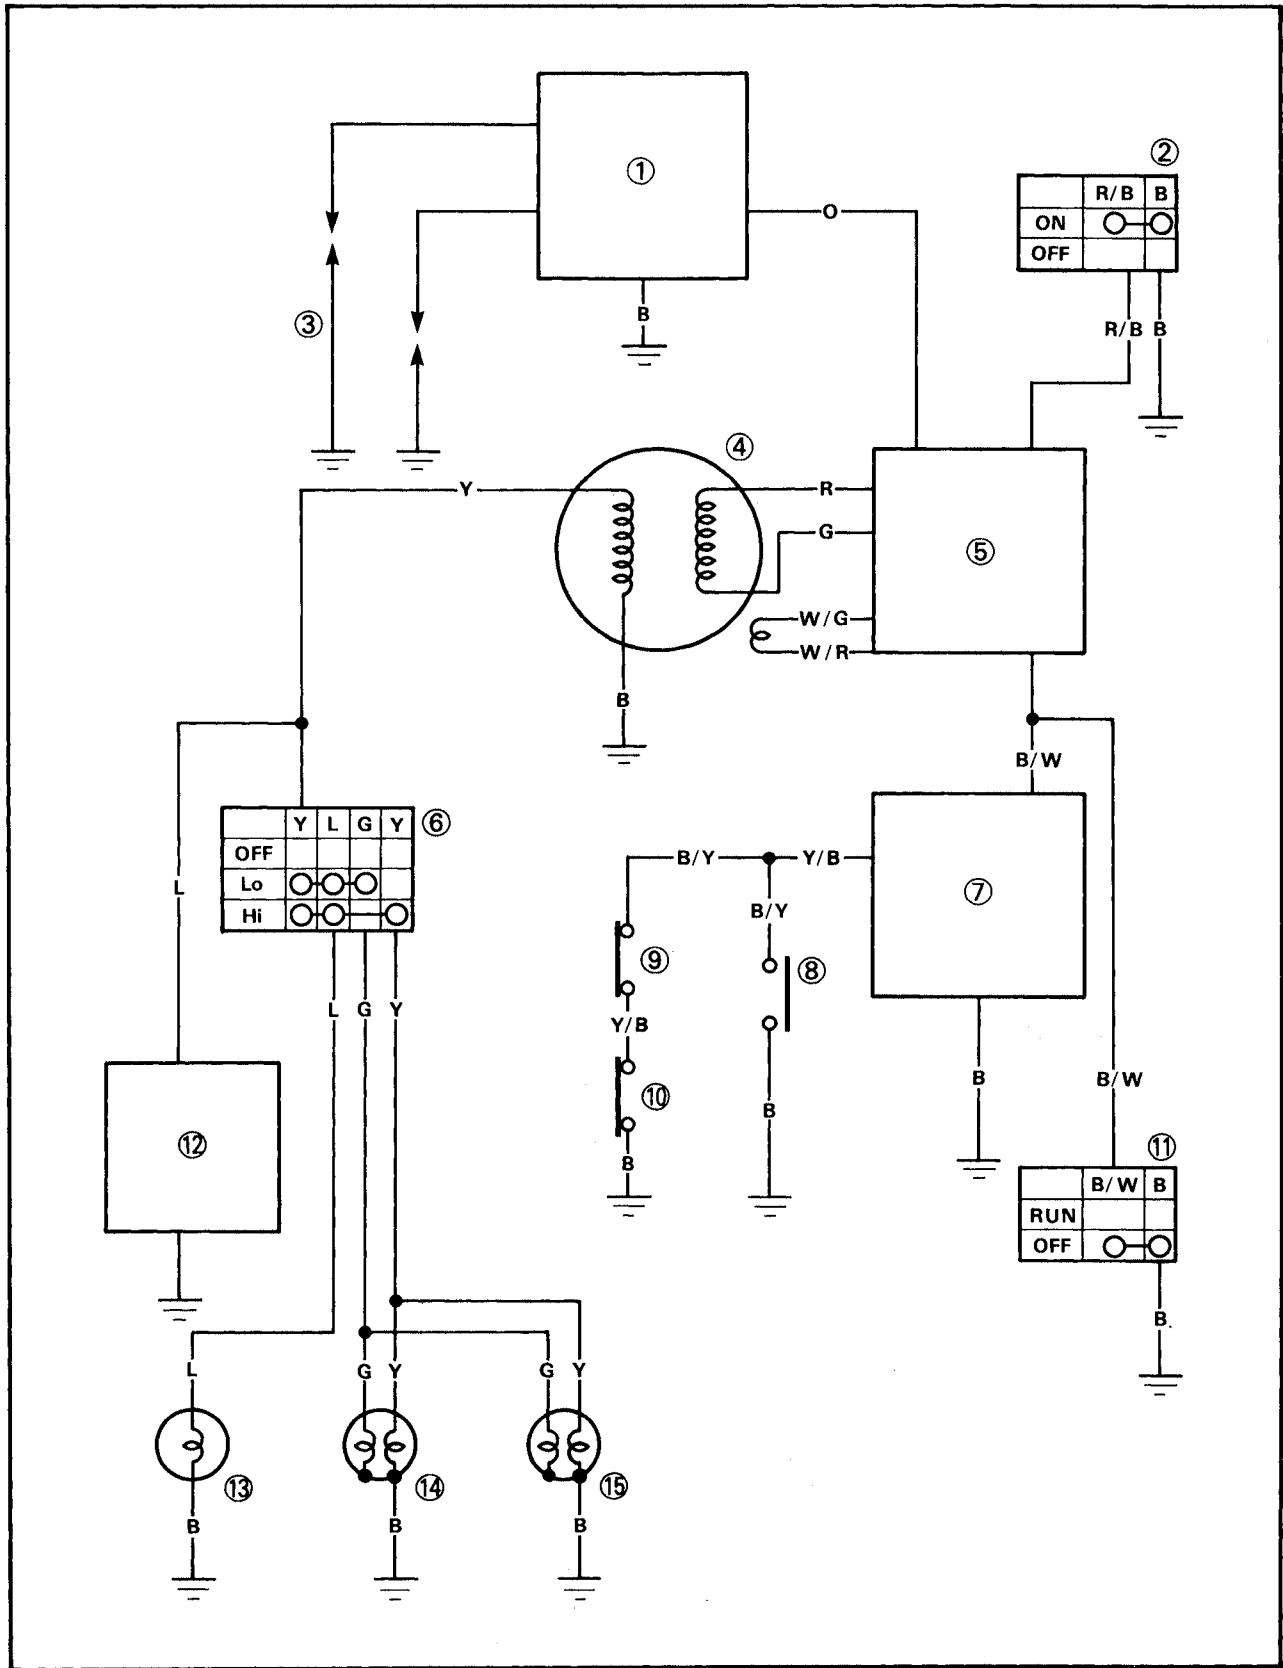 ①
②
R/B B
ON
OFF
O
B
③
R/B B
④
Y
R
G
⑤
W/G
W/R
B
B/W
Y L G Y
⑥
OFF
Lo
Hi
L
B/Y Y/B
⑦
B/Y
⑨
⑧
L G Y
Y/B
⑩
B
B
B/W
B
⑫
⑪
B/W B
RUN
OFF
B.
L
G Y
G Y
⑬
⑭
⑮
B
B
B